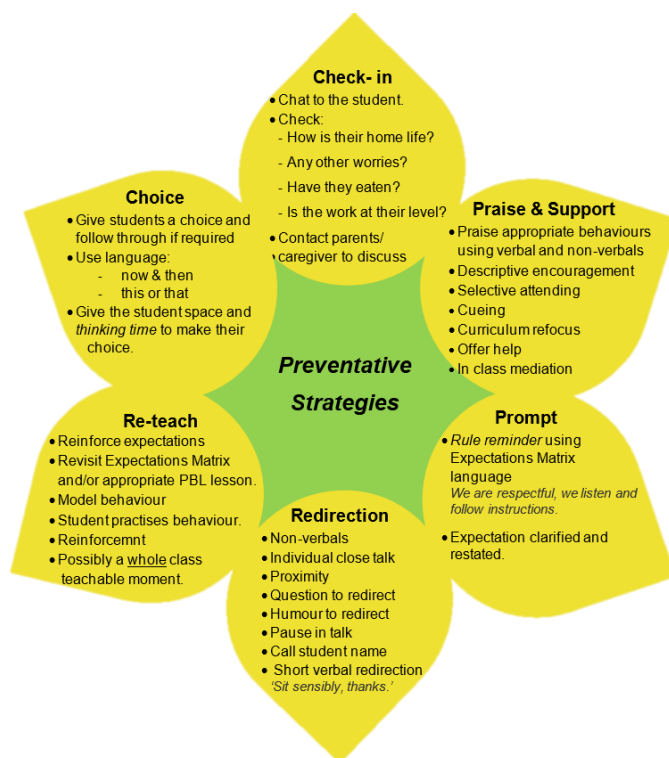 Check- in
• Chat to the student.
• Check:
- How is their home life?
- Any other worries?
- Have they eaten?
- Is the work at their level?
• Contact parents/
• caregiver to discuss
Praise & Support
• Praise appropriate behaviours
using verbal and non-verbals
• Descriptive encouragement
• Selective attending
• Cueing
• Curriculum refocus
• Offer help
• In class mediation
Prompt
• Rule reminder using
Expectations Matrix
language
We are respectful, we listen and
follow instructions.
• Expectation clarified and
restated.
Redirection
• Non-verbals
• Individual close talk
• Proximity
• Question to redirect
• Humour to redirect
• Pause in talk
• Call student name
• Short verbal redirection
‘Sit sensibly, thanks.’
Re-teach
• Reinforce expectations
• Revisit Expectations Matrix
and/or appropriate PBL lesson.
• Model behaviour
• Student practises behaviour.
• Reinforcemnt
• Possibly a whole class
teachable moment.
Choice
• Give students a choice and
follow through if required
• Use language:
- now & then
- this or that
• Give the student space and
thinking time to make their
choice.
Preventative
Strategies